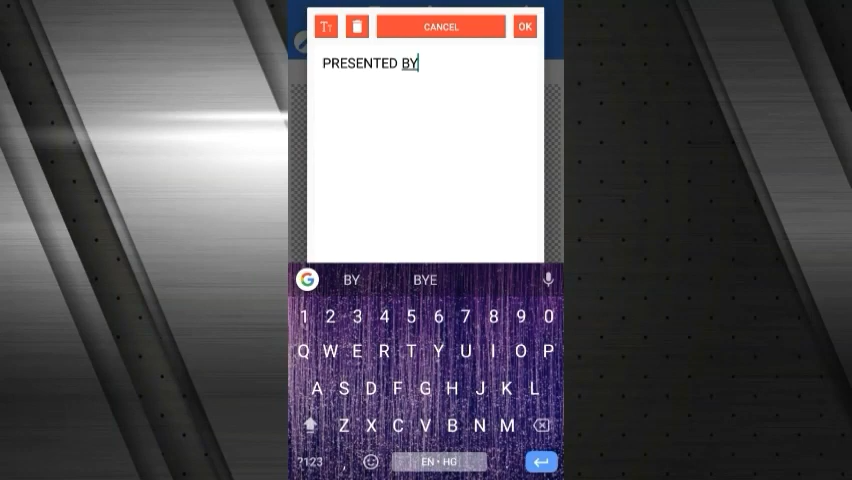 Tт CANCEL OK
PRESENTED BY
G BY BYE
1 2 3 4 5 6 7 8 9 0
Q W E R T Y U I O P
A S D F G H J K L
Z X C V B N M
?123 , EN • HG .